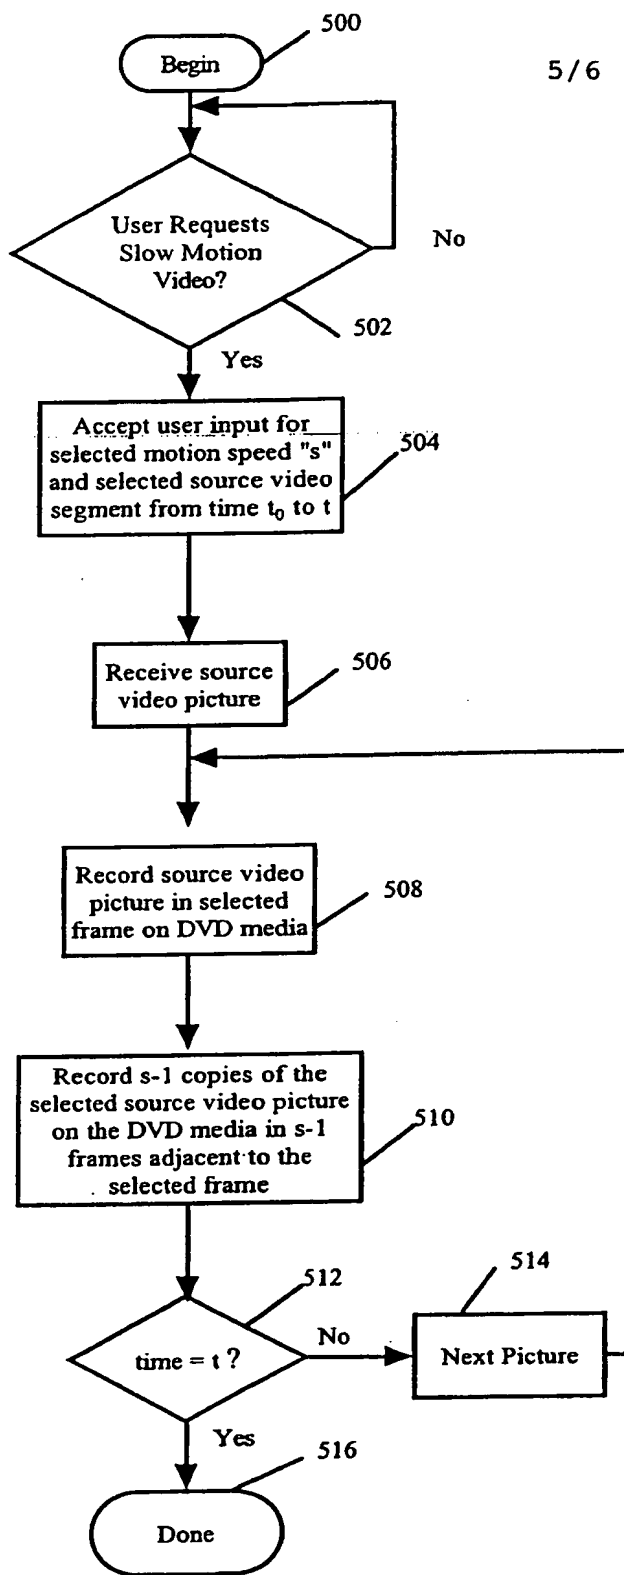 500
Begin
5/6
User Requests
Slow Motion
Video?
No
502
Yes
Accept user input for
selected motion speed "s"
and selected source video
segment from time t₀ to t
504
Receive source
video picture
506
Record source video
picture in selected
frame on DVD media
508
Record s-1 copies of the
selected source video picture
on the DVD media in s-1
frames adjacent to the
selected frame
510
512
514
time = t ?
No
Next Picture
Yes
516
Done